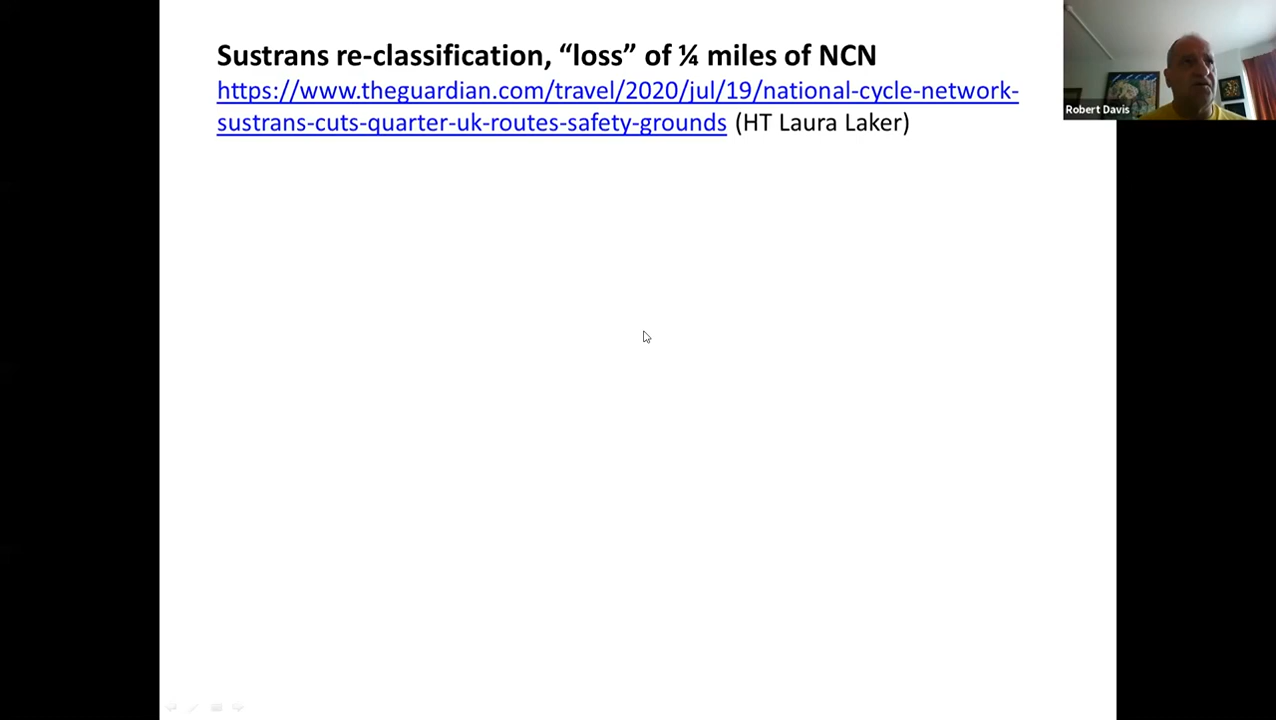 Sustrans re-classification, “loss” of ¼ miles of NCN
https://www.theguardian.com/travel/2020/jul/19/national-cycle-network-
sustrans-cuts-quarter-uk-routes-safety-grounds (HT Laura Laker)
Robert Davis